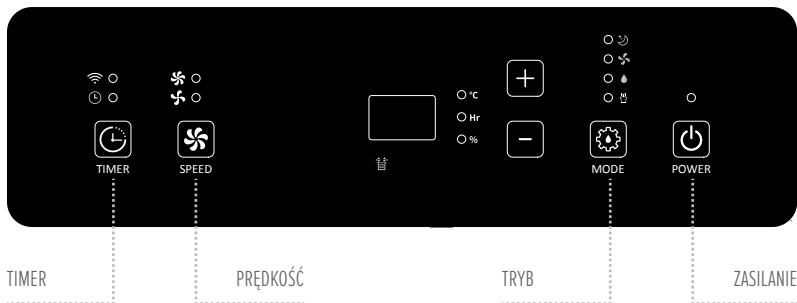 °C
Hr
%
+
−
TIMER
SPEED
MODE
POWER
TIMER
PRĘDKOŚĆ
TRYB
ZASILANIE